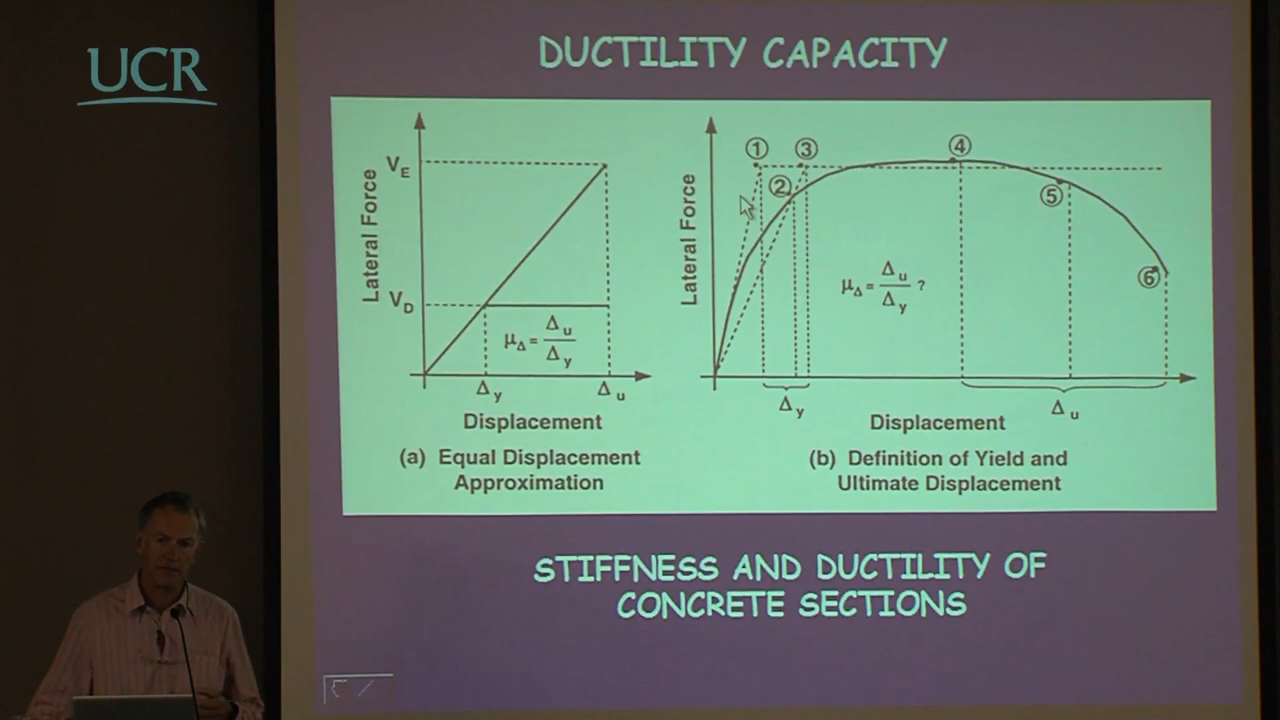 UCR
DUCTILITY CAPACITY
Lateral Force
V_E
V_D
μ_Δ = Δ_u / Δ_y
Δ_y
Δ_u
Displacement
(a) Equal Displacement
Approximation
Lateral Force
①
②
③
④
⑤
⑥
μ_Δ = Δ_u / Δ_y ?
Δ_y
Δ_u
Displacement
(b) Definition of Yield and
Ultimate Displacement
STIFFNESS AND DUCTILITY OF
CONCRETE SECTIONS